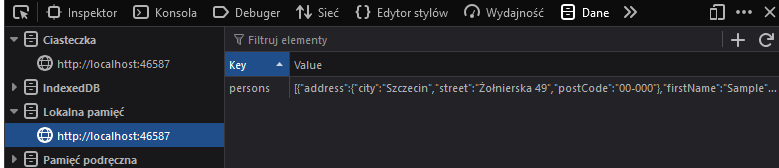 Inspektor Konsola Debuger Sieć Edytor stylów Wydajność Dane
Ciasteczka
Filtruj elementy
http://localhost:46587
Key Value
IndexedDB
persons [{"address":{"city":"Szczecin","street":"Żołnierska 49","postCode":"00-000"},"firstName":"Sample"...
Lokalna pamięć
http://localhost:46587
Pamięć podręczna